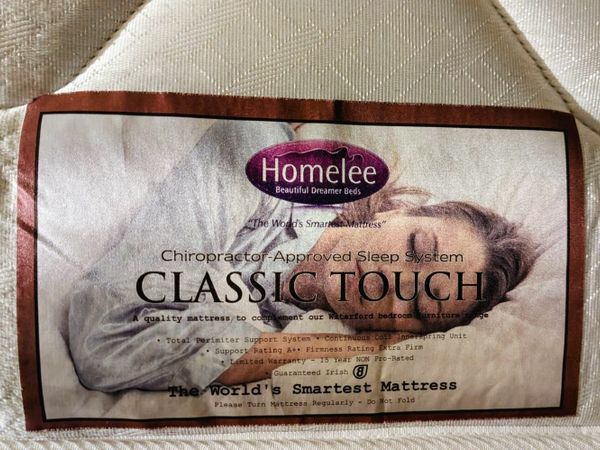 Homelee
Beautiful Dreamer Beds
"The World's Smartest Mattress"
Chiropractor-Approved Sleep System
CLASSIC TOUCH
A quality mattress to complement our Waterford bedroom furniture range
• Total Perimiter Support System • Continuous Coil Innerspring Unit
• Support Rating A+• Firmness Rating Extra Firm
• Limited Warranty - 15 Year NON Pro-Rated
• Guaranteed Irish
The World's Smartest Mattress
Please Turn Mattress Regularly - Do Not Fold